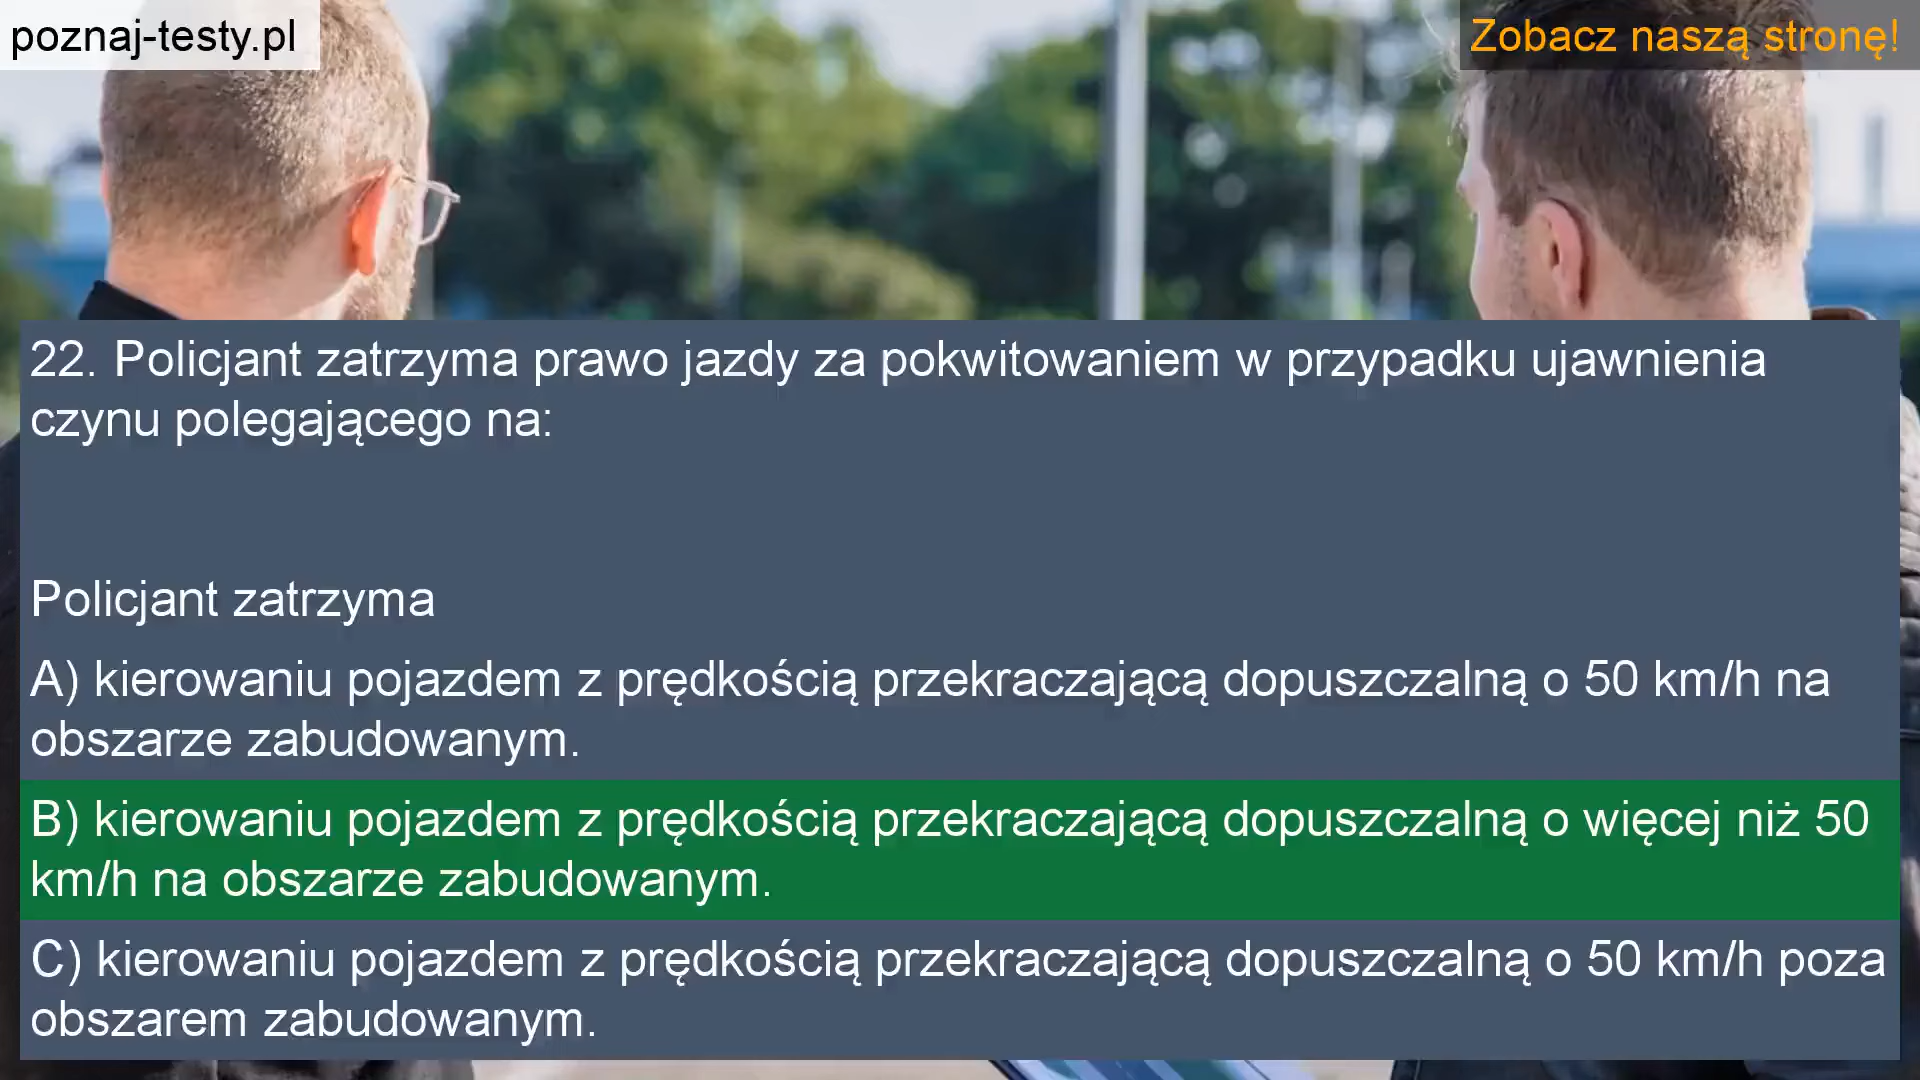 poznaj-testy.pl
Zobacz naszą stronę!
22. Policjant zatrzyma prawo jazdy za pokwitowaniem w przypadku ujawnienia
czynu polegającego na:
Policjant zatrzyma
A) kierowaniu pojazdem z prędkością przekraczającą dopuszczalną o 50 km/h na
obszarze zabudowanym.
B) kierowaniu pojazdem z prędkością przekraczającą dopuszczalną o więcej niż 50
km/h na obszarze zabudowanym.
C) kierowaniu pojazdem z prędkością przekraczającą dopuszczalną o 50 km/h poza
obszarem zabudowanym.